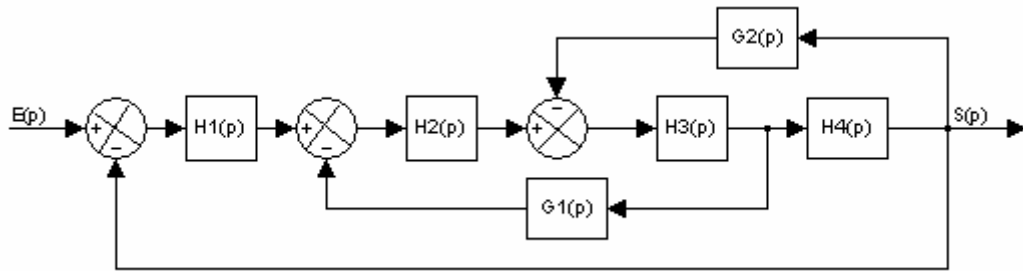 G2(p)
E(p)
+
−
H1(p)
+
−
H2(p)
+
−
H3(p)
H4(p)
S(p)
G1(p)